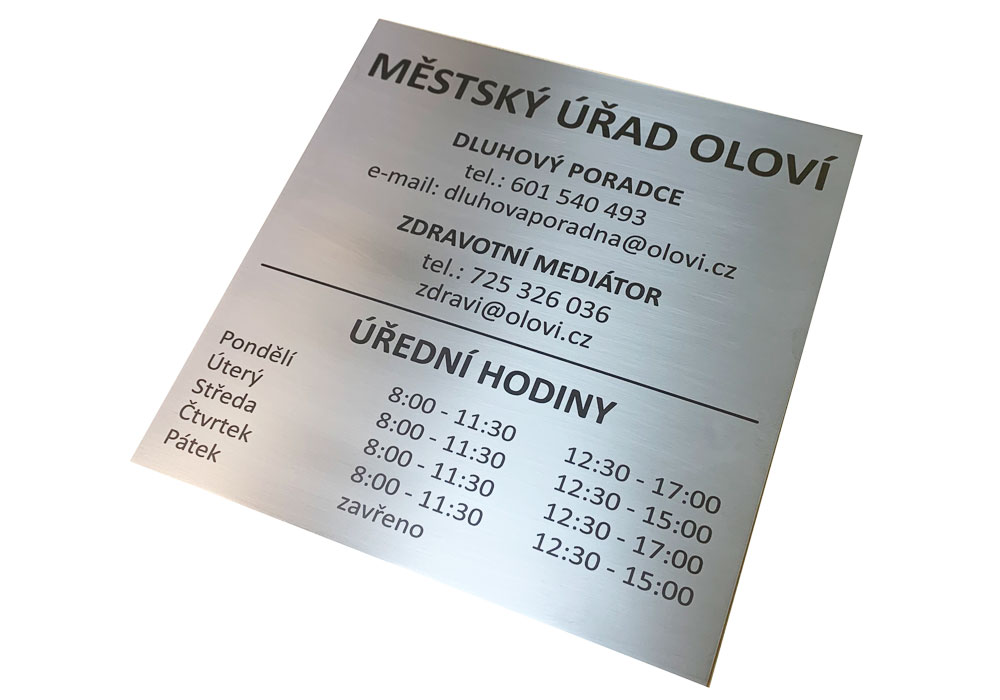 MĚSTSKÝ ÚŘAD OLOVÍ
DLUHOVÝ PORADCE
tel.: 601 540 493
e-mail: dluhovaporadna@olovi.cz
ZDRAVOTNÍ MEDIÁTOR
tel.: 725 326 036
zdravi@olovi.cz
ÚŘEDNÍ HODINY
Pondělí 8:00 - 11:30 12:30 - 17:00
Úterý 8:00 - 11:30 12:30 - 15:00
Středa 8:00 - 11:30 12:30 - 17:00
Čtvrtek 8:00 - 11:30 12:30 - 15:00
Pátek zavřeno